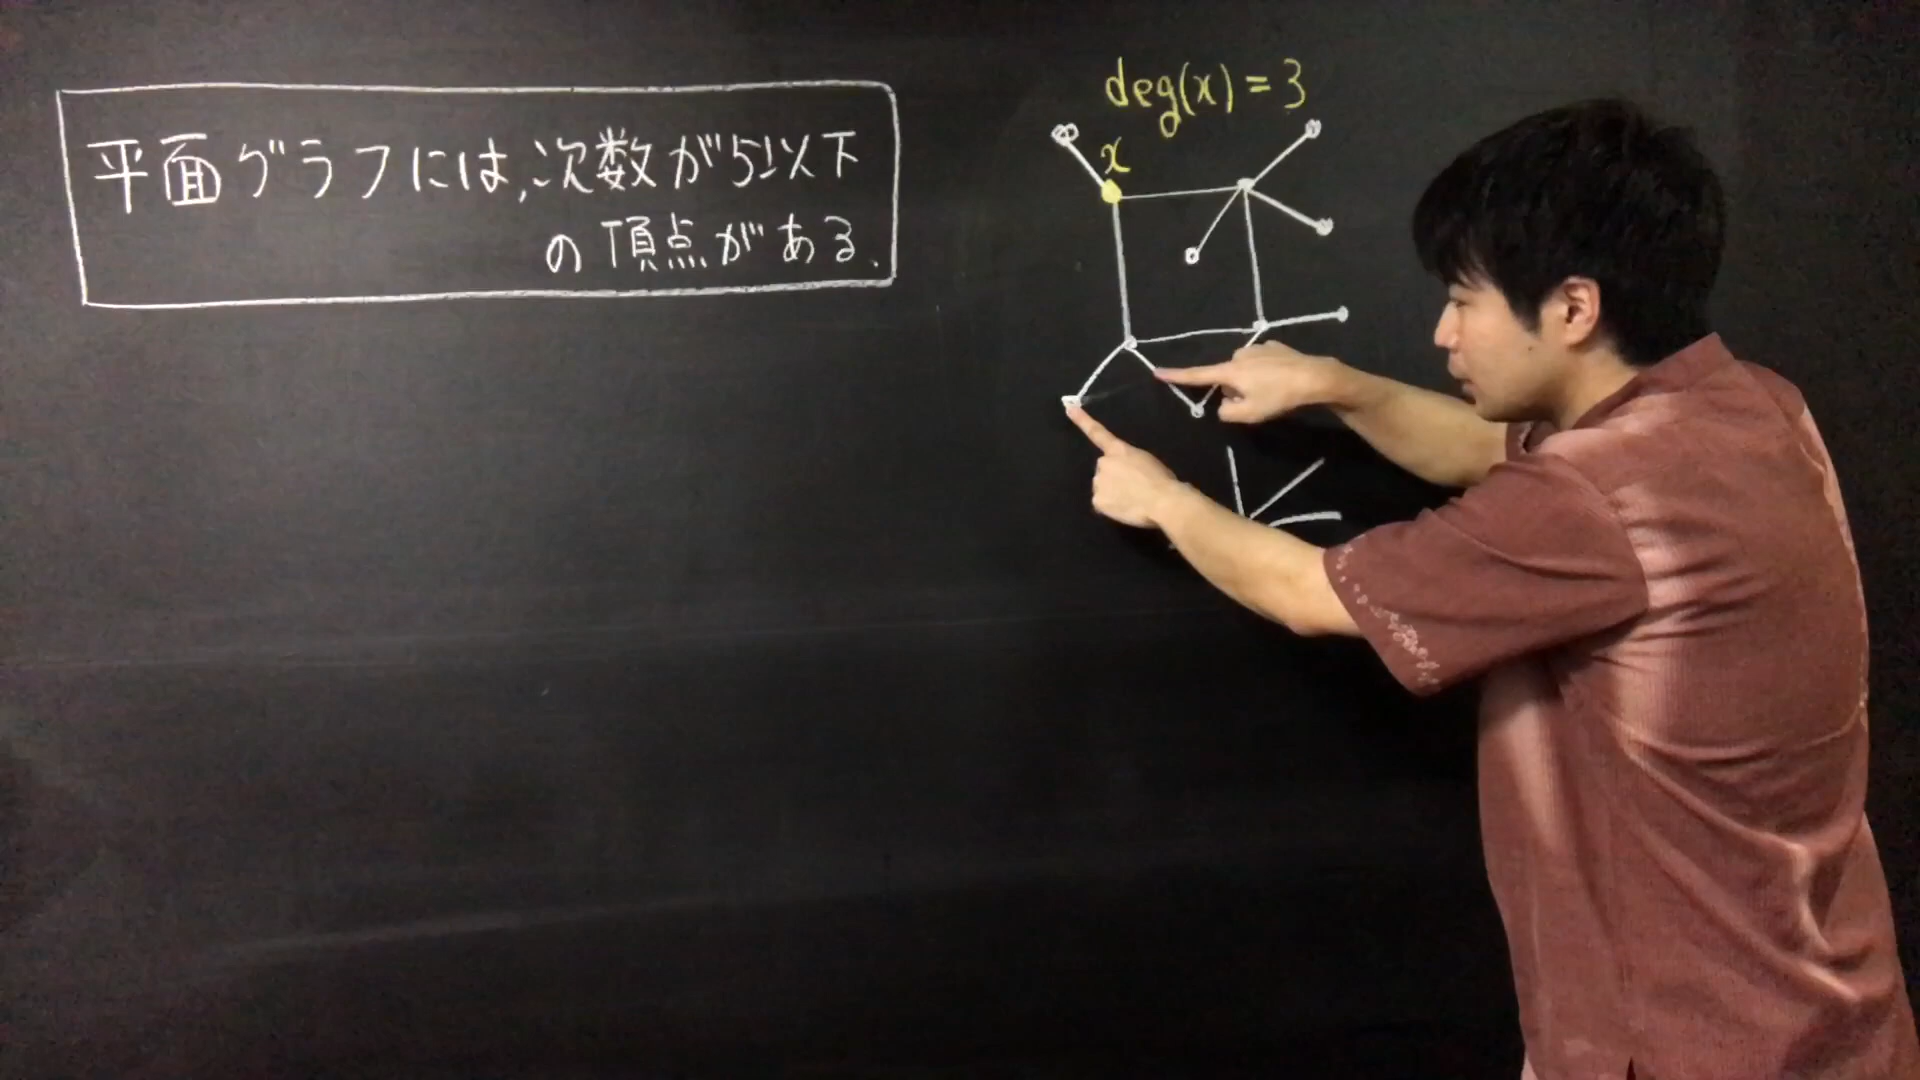 平面グラフには,次数が5以下
の頂点がある.
deg(x) = 3
x